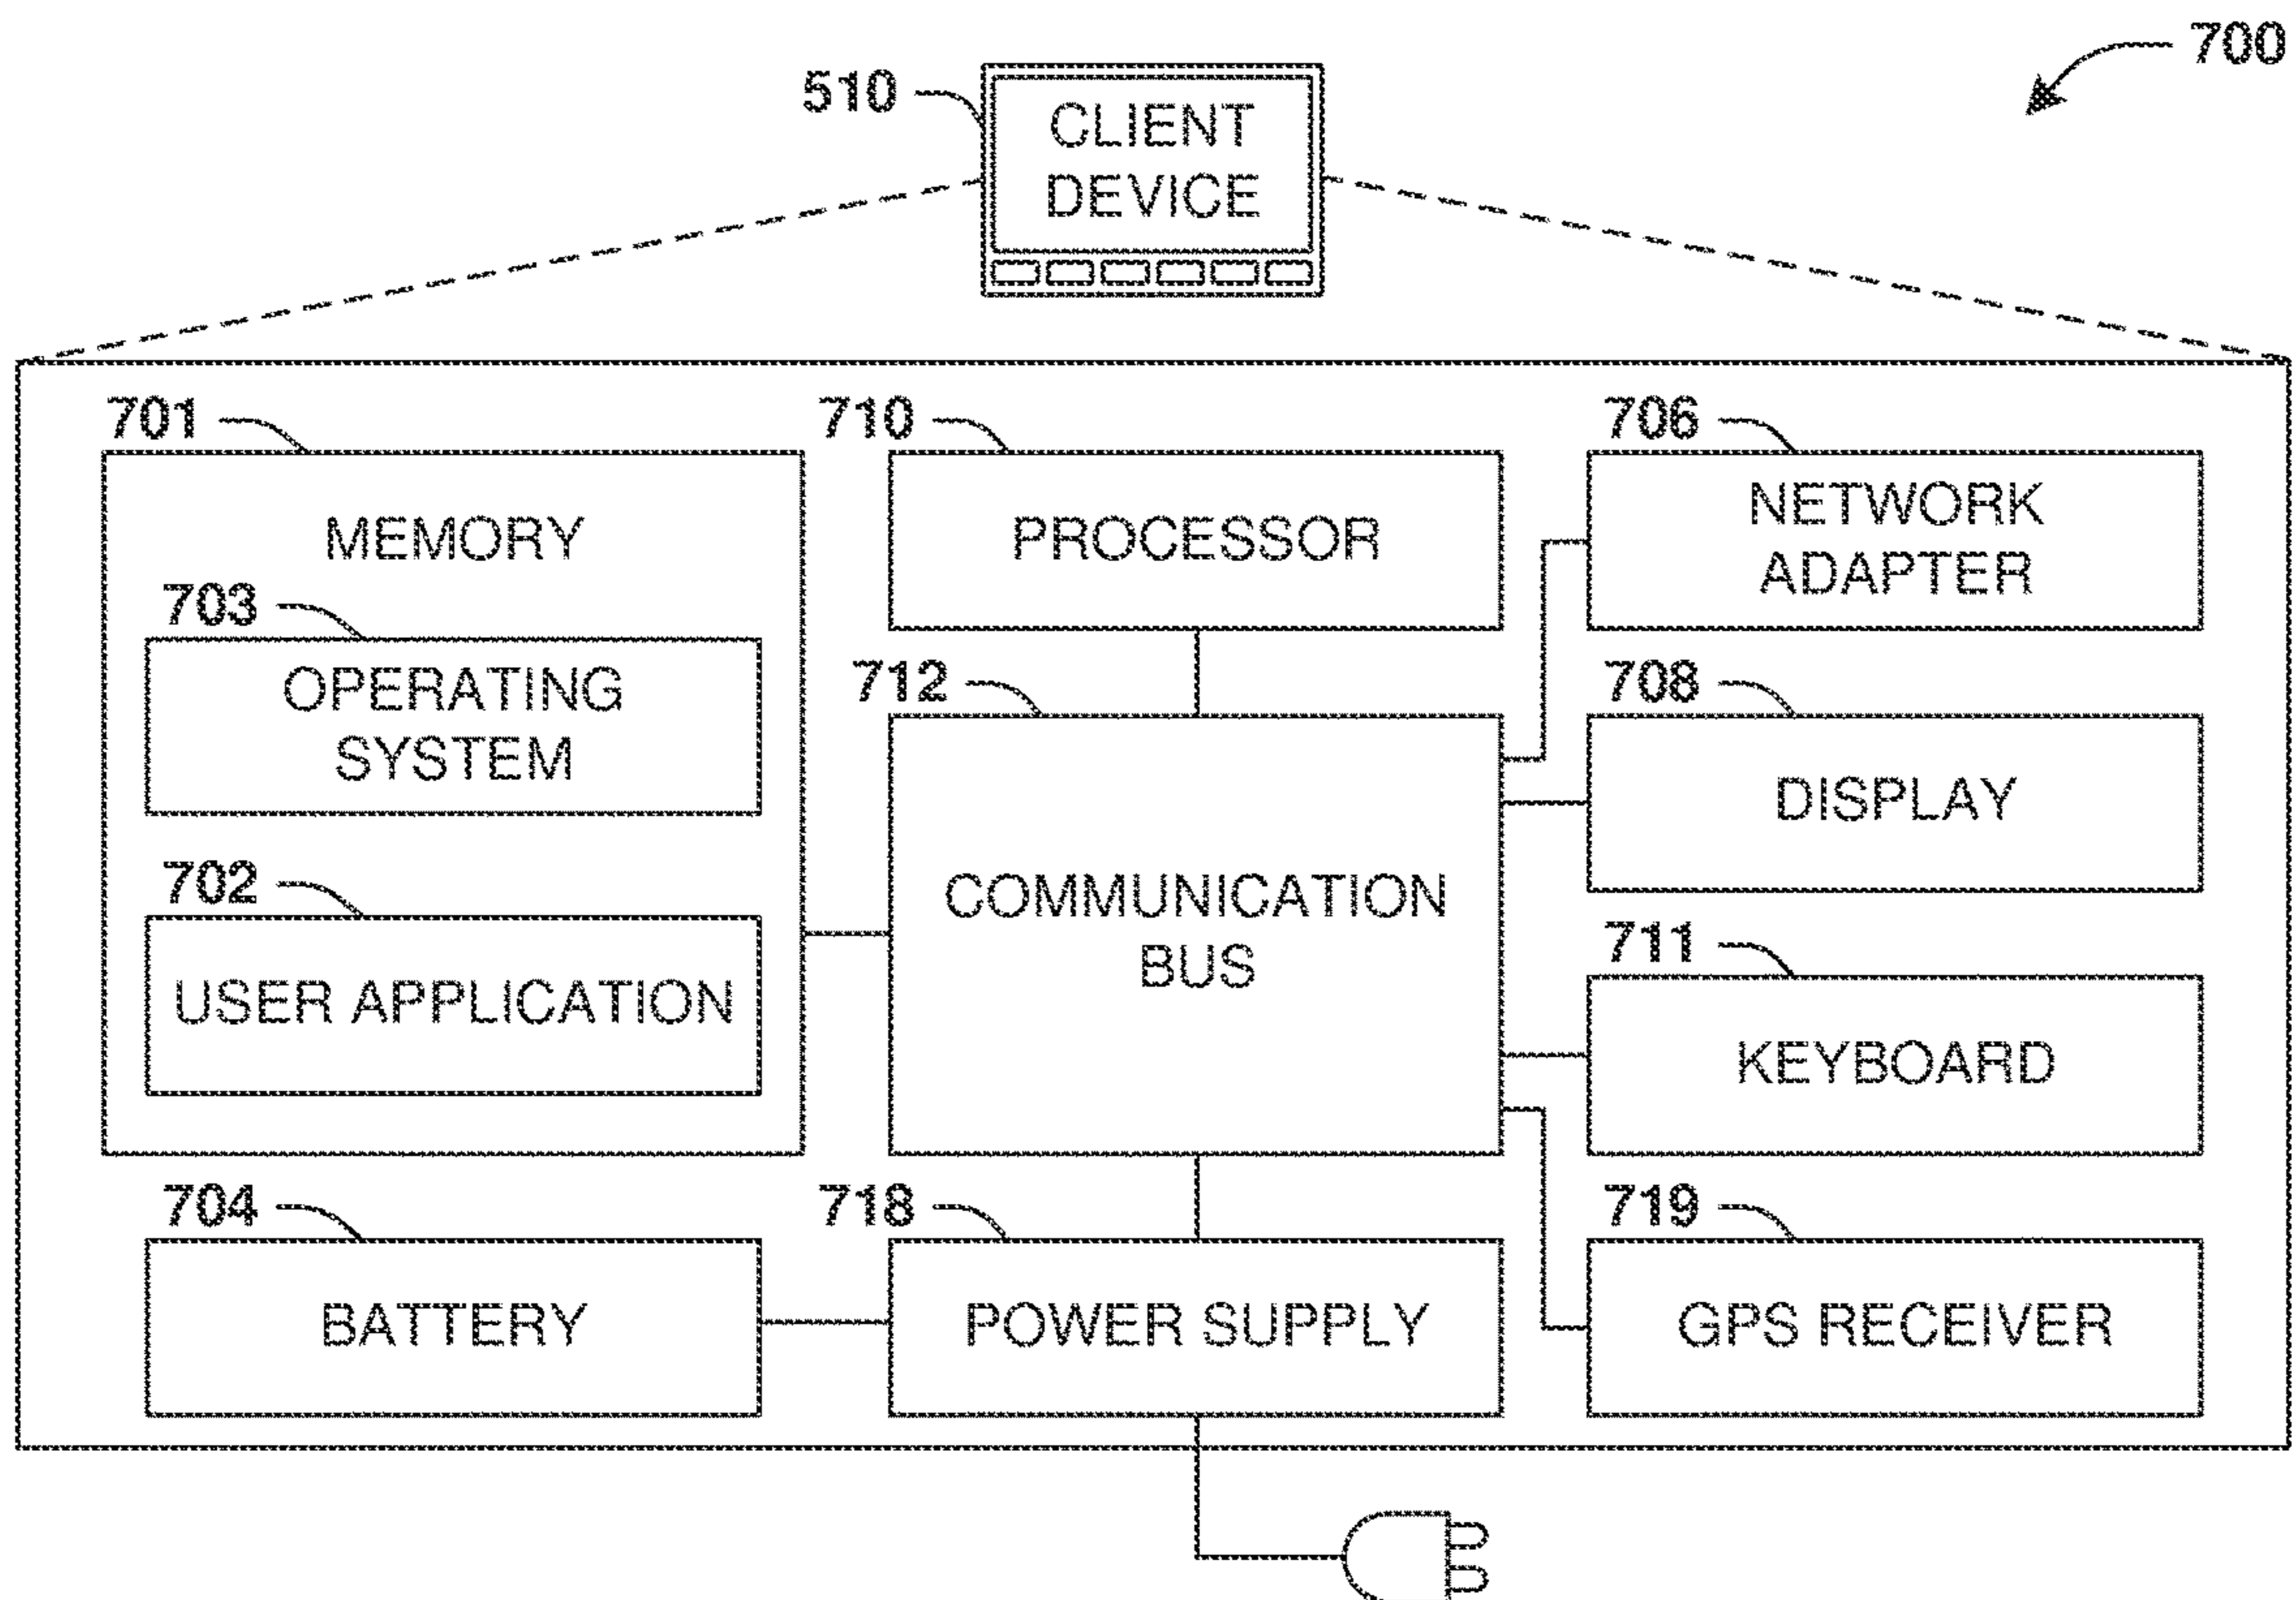 700
510
CLIENT
DEVICE
701
MEMORY
703
OPERATING
SYSTEM
702
USER APPLICATION
704
BATTERY
710
PROCESSOR
712
COMMUNICATION
BUS
718
POWER SUPPLY
706
NETWORK
ADAPTER
708
DISPLAY
711
KEYBOARD
719
GPS RECEIVER